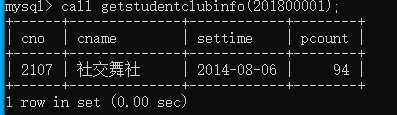 mysql> call getstudentclubinfo(201800001);
+------+----------+------------+--------+
| cno | cname | settime | pcount |
+------+----------+------------+--------+
| 2107 | 社交舞社 | 2014-08-06 | 94 |
+------+----------+------------+--------+
1 row in set (0.00 sec)